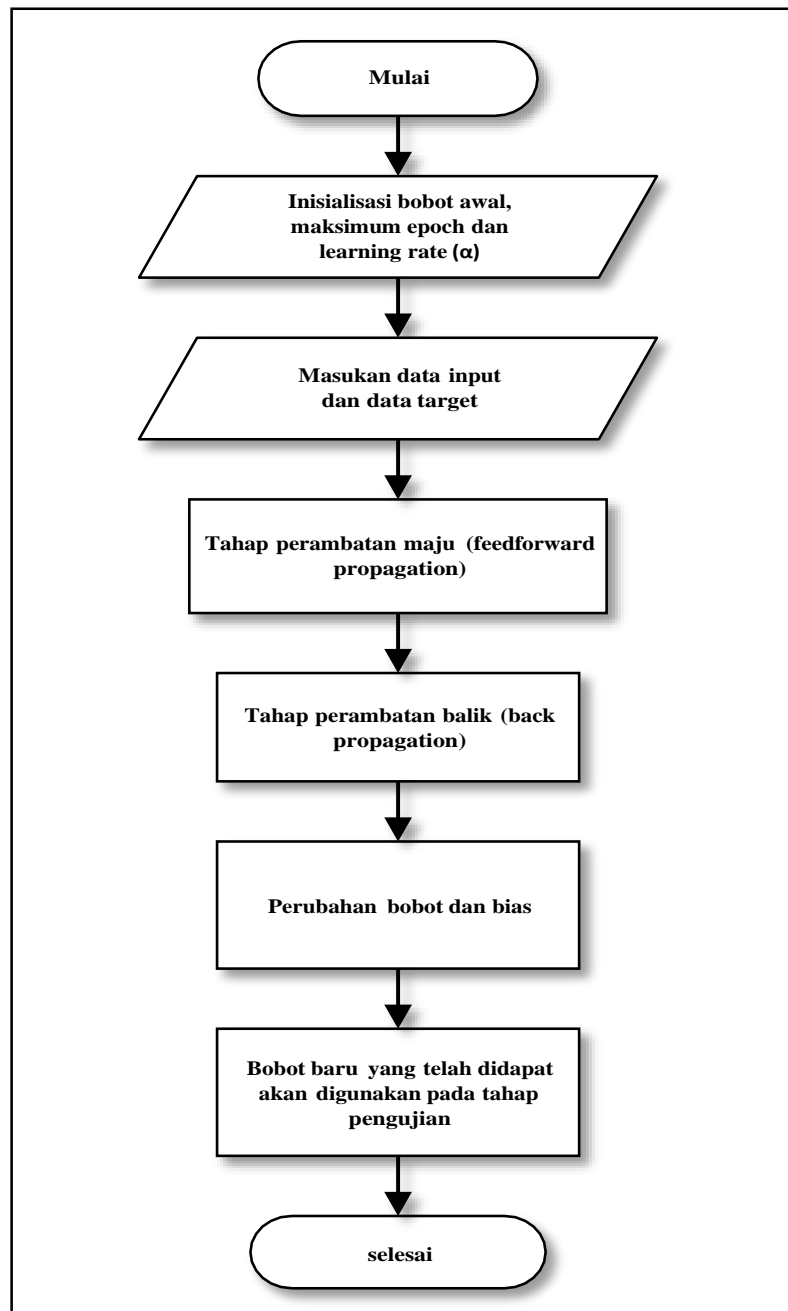 Mulai
Inisialisasi bobot awal,
maksimum epoch dan
learning rate (α)
Masukan data input
dan data target
Tahap perambatan maju (feedforward
propagation)
Tahap perambatan balik (back
propagation)
Perubahan bobot dan bias
Bobot baru yang telah didapat
akan digunakan pada tahap
pengujian
selesai